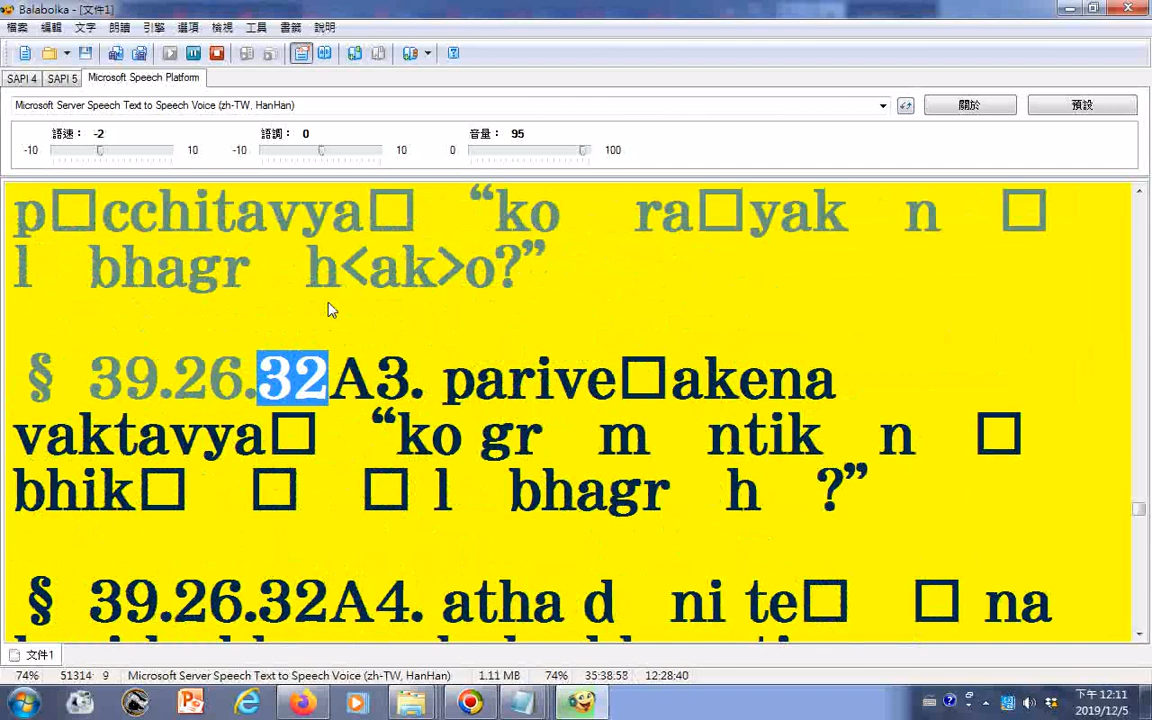 Balabolka - [文件1]
檔案 編輯 文字 朗讀 引擎 選項 檢視 工具 書籤 說明
SAPI 4 SAPI 5 Microsoft Speech Platform
Microsoft Server Speech Text to Speech Voice (zh-TW, HanHan) 關於 預設
語速： -2 語調： 0 音量： 95
-10 10 -10 10 0 100
p□cchitavya□ “ko ra□yak n □
l bhagr h<ak>o?”
§ 39.26.32A3. parive□akena
vaktavya□ “ko gr m ntik n □
bhik□ □ □ l bhagr h ?”
§ 39.26.32A4. atha d ni te□ □ na
文件1
74% 51314 9 Microsoft Server Speech Text to Speech Voice (zh-TW, HanHan) 1.11 MB 74% 35:38.58 12:28:40
下午 12:11
2019/12/5